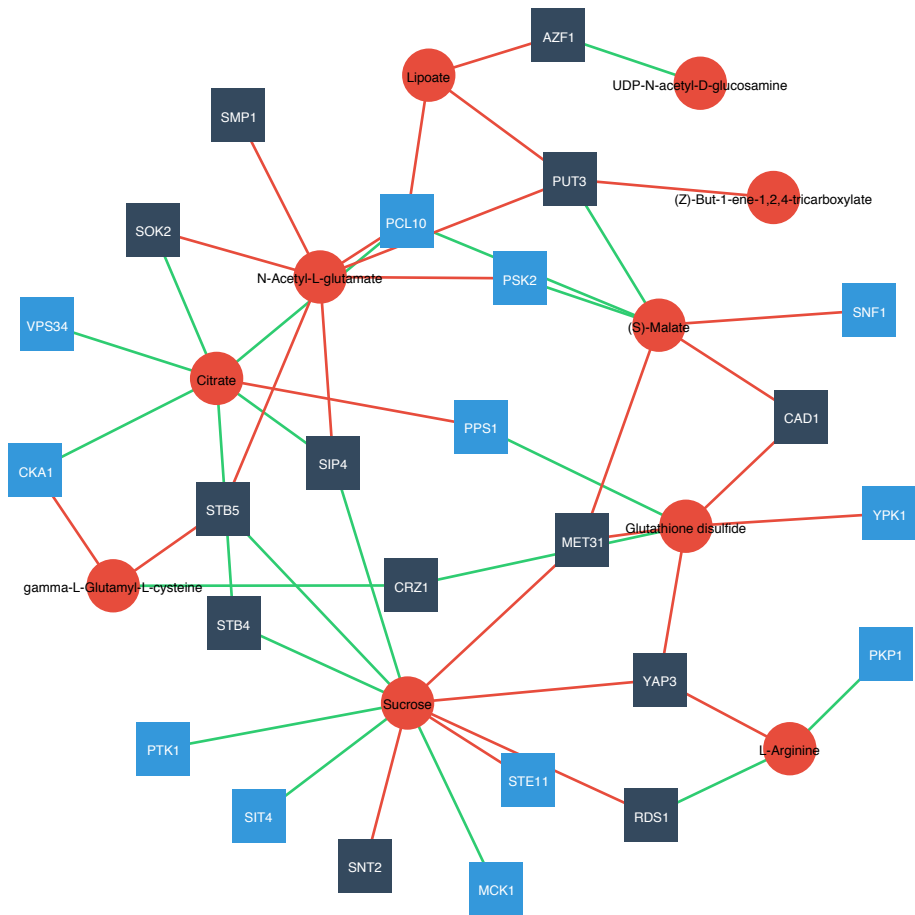 AZF1
Lipoate
UDP-N-acetyl-D-glucosamine
SMP1
PUT3
(Z)-But-1-ene-1,2,4-tricarboxylate
PCL10
SOK2
N-Acetyl-L-glutamate
PSK2
SNF1
VPS34
(S)-Malate
Citrate
CAD1
PPS1
SIP4
CKA1
STB5
YPK1
Glutathione disulfide
MET31
CRZ1
gamma-L-Glutamyl-L-cysteine
STB4
PKP1
YAP3
Sucrose
PTK1
L-Arginine
STE11
SIT4
RDS1
SNT2
MCK1